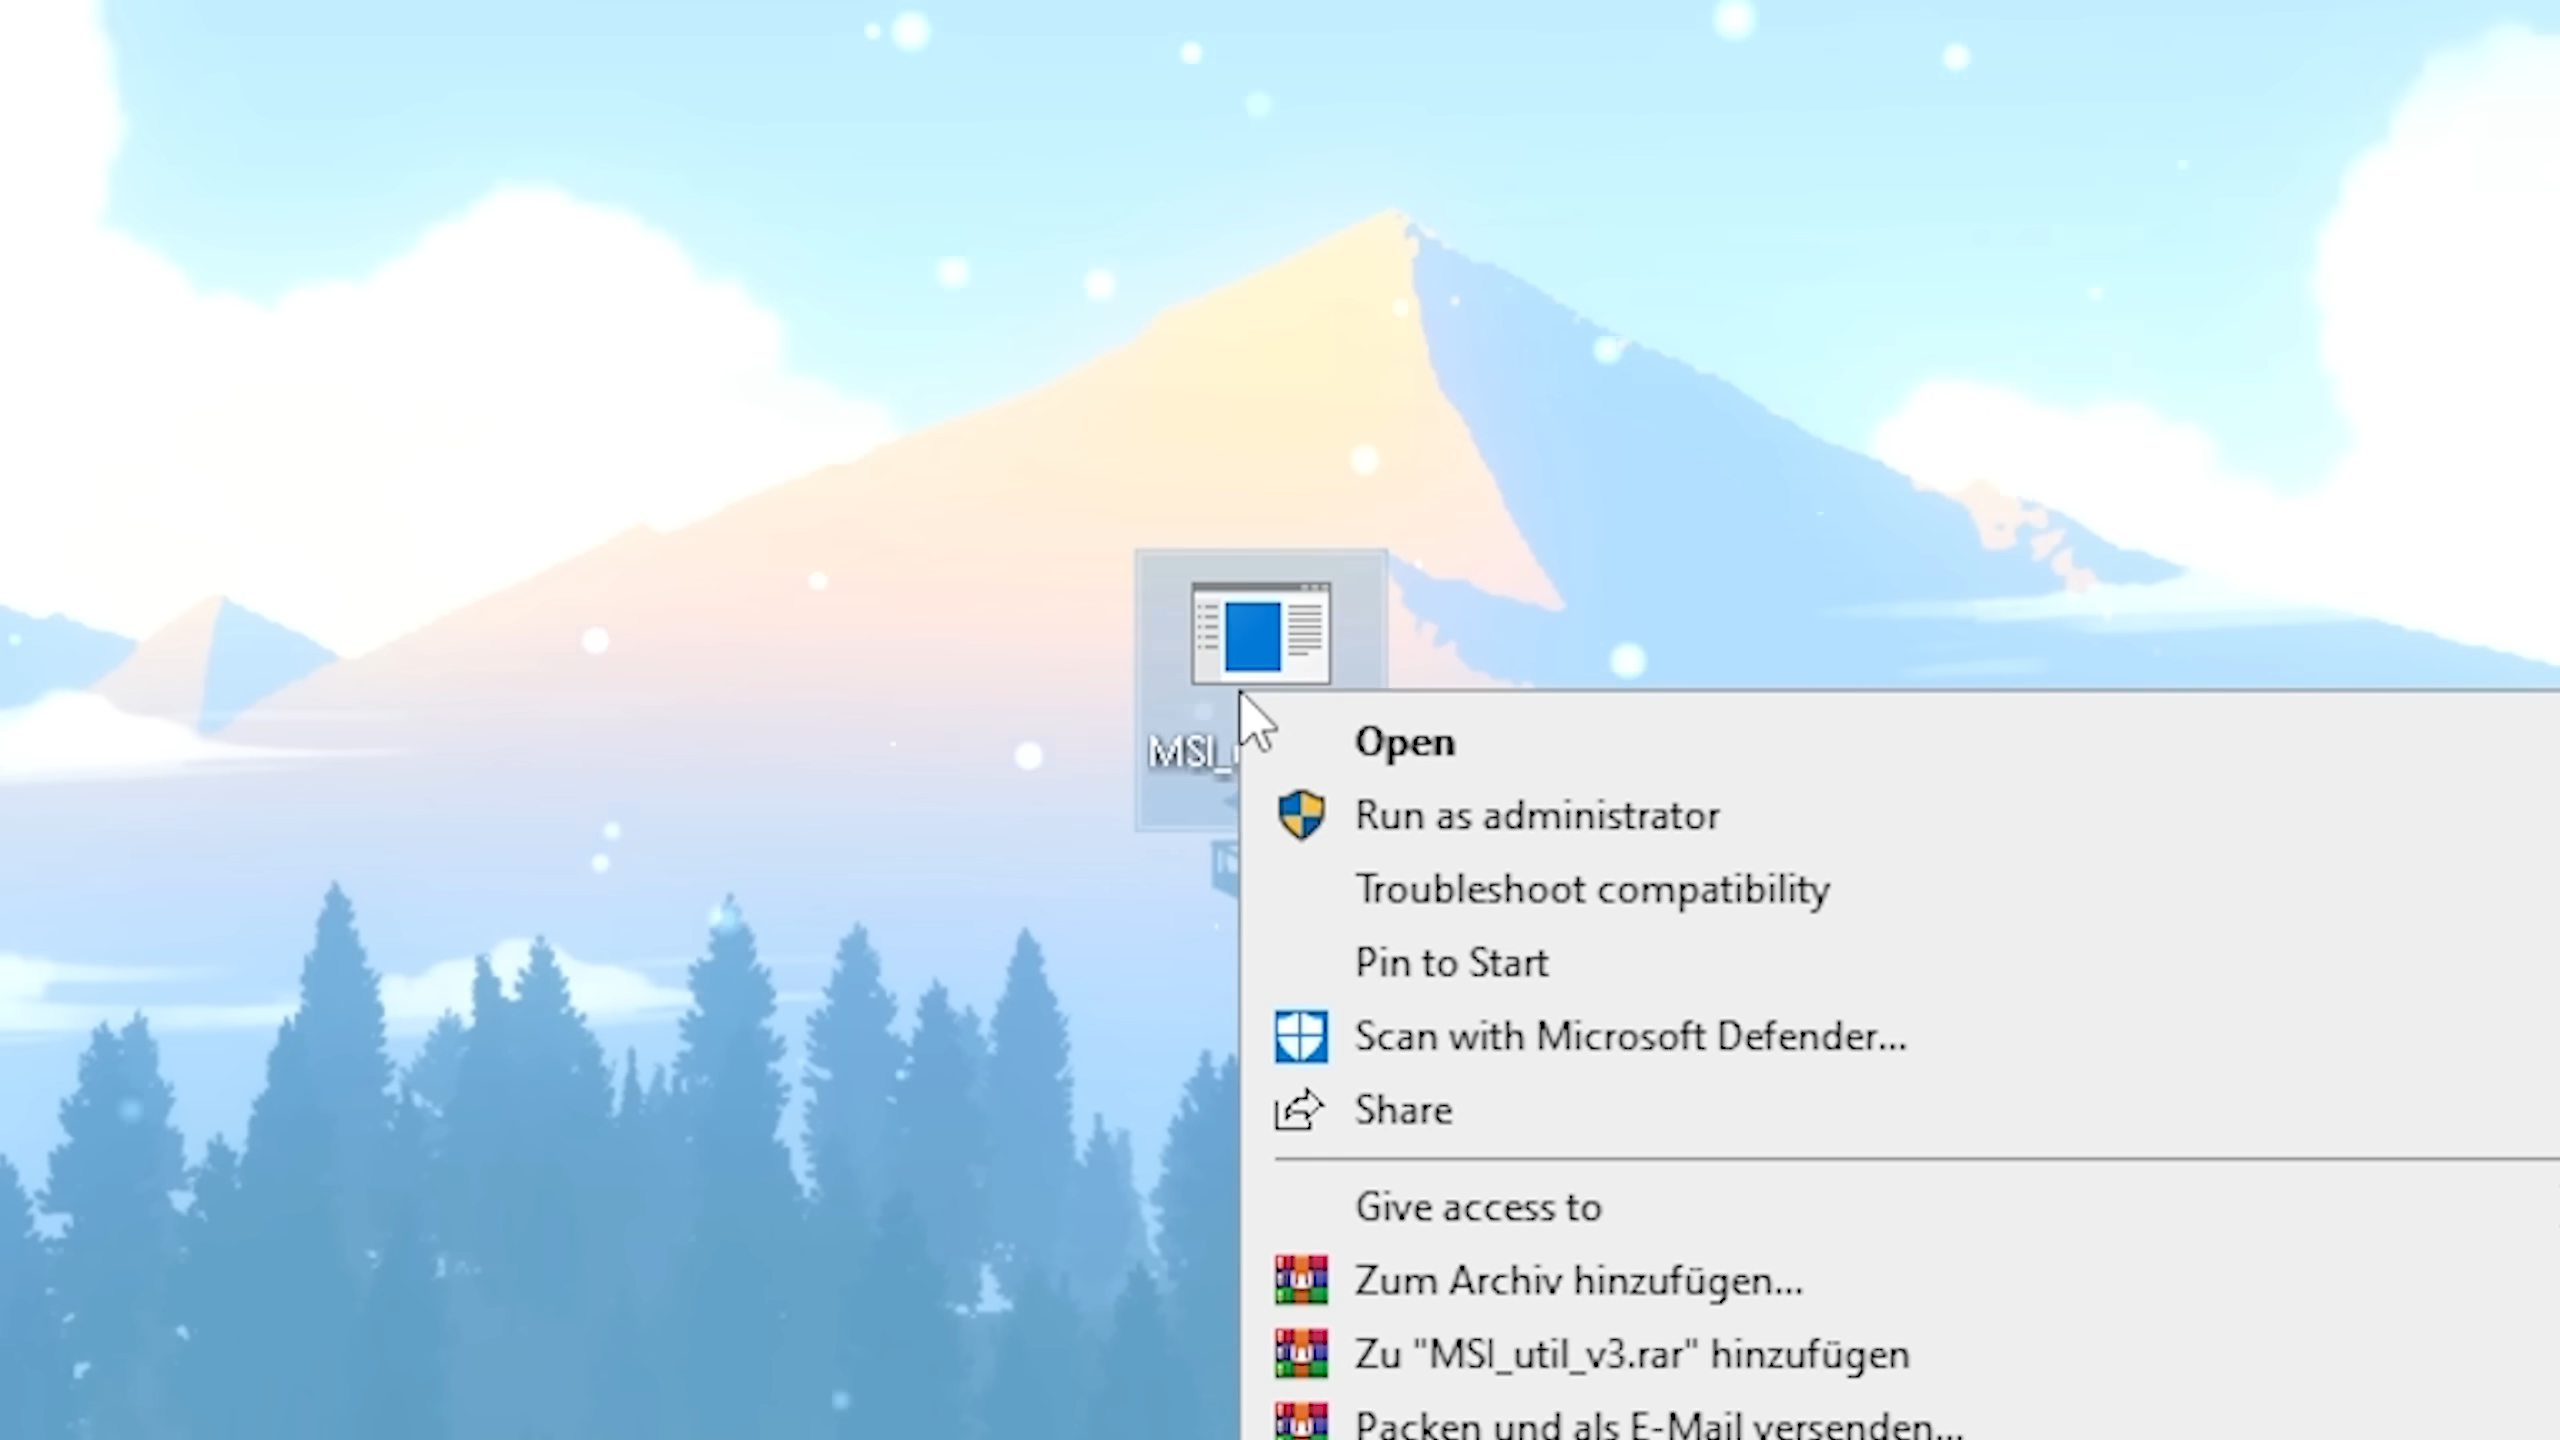 MSI_
Open
Run as administrator
Troubleshoot compatibility
Pin to Start
Scan with Microsoft Defender...
Share
Give access to
Zum Archiv hinzufügen...
Zu "MSI_util_v3.rar" hinzufügen
Packen und als E-Mail versenden...